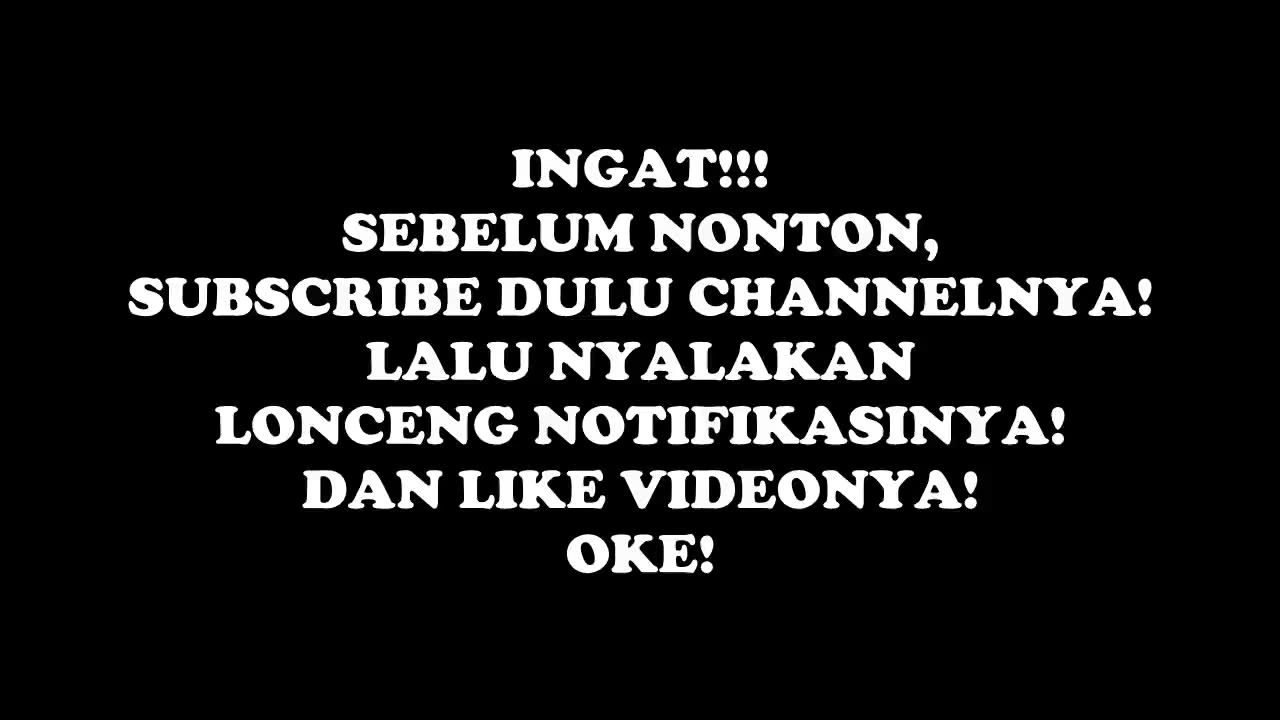 INGAT!!!
SEBELUM NONTON,
SUBSCRIBE DULU CHANNELNYA!
LALU NYALAKAN
LONCENG NOTIFIKASINYA!
DAN LIKE VIDEONYA!
OKE!